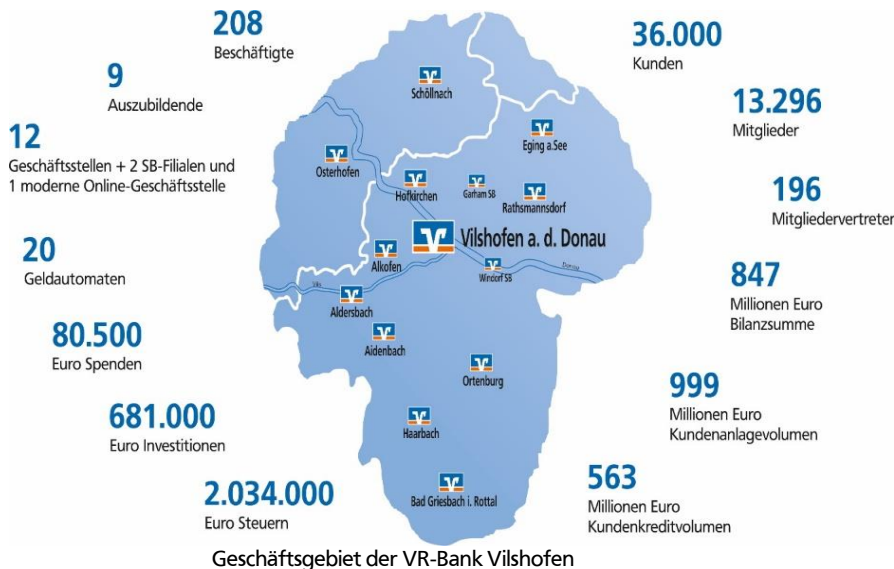 208
Beschäftigte
9
Auszubildende
12
Geschäftsstellen + 2 SB-Filialen und
1 moderne Online-Geschäftsstelle
20
Geldautomaten
80.500
Euro Spenden
681.000
Euro Investitionen
2.034.000
Euro Steuern
Schöllnach
Eging a.See
Osterhofen
Hofkirchen
Garham SB
Rathsmannsdorf
Vilshofen a. d. Donau
Alkofen
Windorf SB
Donau
Vils
Aldersbach
Aidenbach
Ortenburg
Haarbach
Bad Griesbach i. Rottal
36.000
Kunden
13.296
Mitglieder
196
Mitgliedervertreter
847
Millionen Euro
Bilanzsumme
999
Millionen Euro
Kundenanlagevolumen
563
Millionen Euro
Kundenkreditvolumen
Geschäftsgebiet der VR-Bank Vilshofen